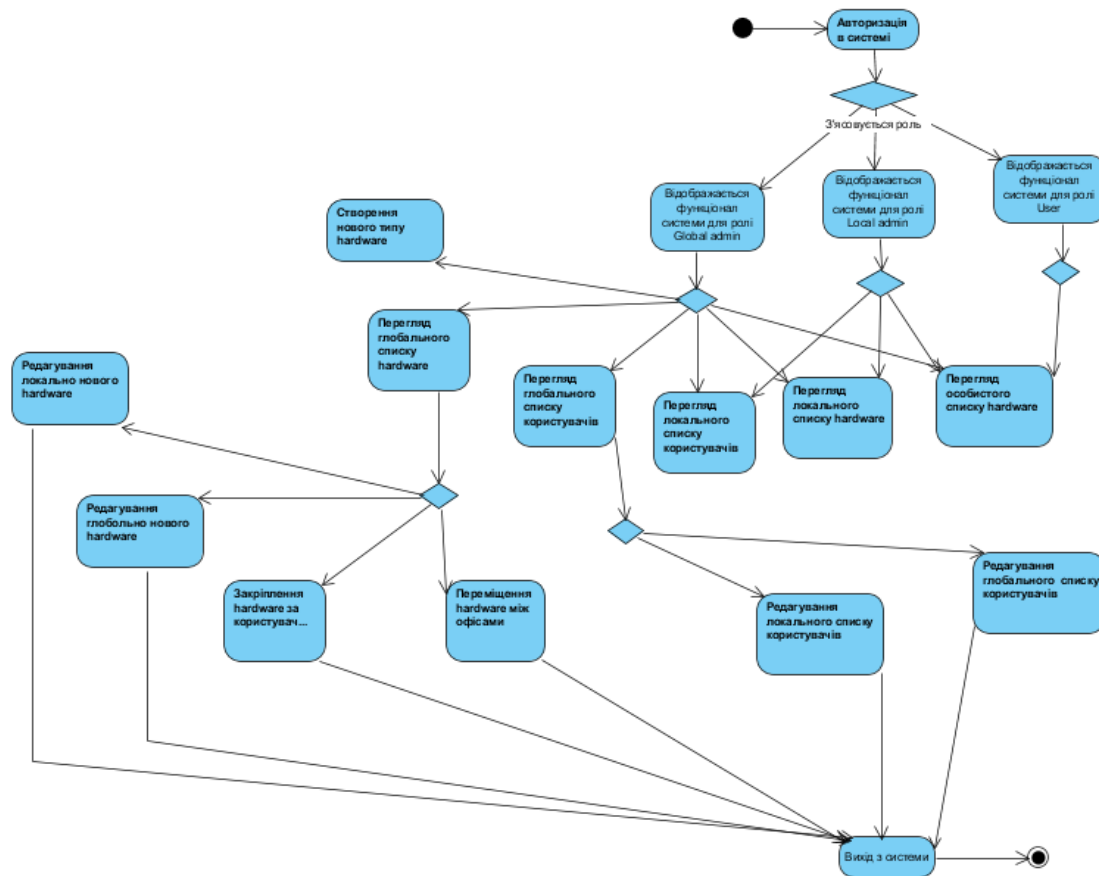 Авторизація
в системі
З'ясовується роль
Відображається
функціонал
системи для ролі
User
Відображається
функціонал
системи для ролі
Local admin
Відображається
функціонал
системи для ролі
Global admin
Створення
нового типу
hardware
Перегляд
глобального
списку
hardware
Редагування
локально нового
hardware
Перегляд
глобального
списку
користувачів
Перегляд
локального
списку
користувачів
Перегляд
локального
списку hardware
Перегляд
особистого
списку hardware
Редагування
глобольно нового
hardware
Закріплення
hardware за
користувач...
Переміщення
hardware між
офісами
Редагування
локального списку
користувачів
Редагування
глобального списку
користувачів
Вихід з системи